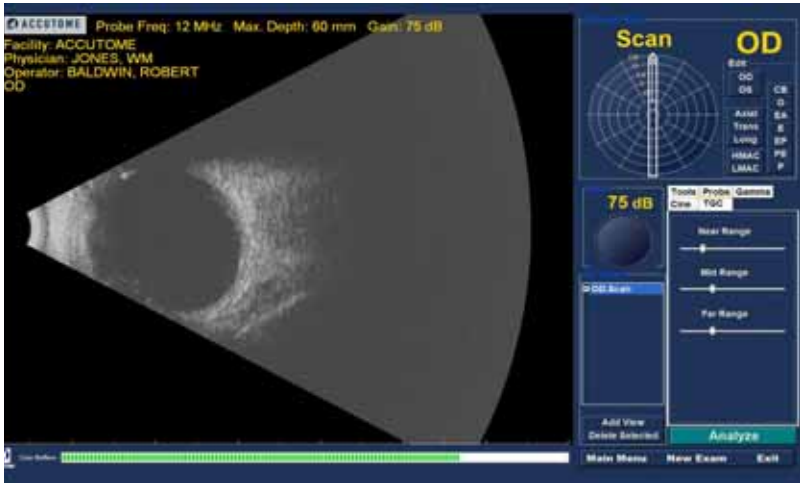 ACCUTOME Probe Freq: 12 MHz Max. Depth: 60 mm Gain: 75 dB
Facility: ACCUTOME
Physician: JONES, WM
Operator: BALDWIN, ROBERT
OD
Scan OD
Edit
OD
OS CB
O
Axial EA
Trans E
Long EP
HMAC PE
LMAC P
75 dB
Tools Probe Gamma
Cine TGC
Near Range
Mid Range
Far Range
OD Scan
Add View
Delete Selected
Analyze
Main Menu New Exam Exit